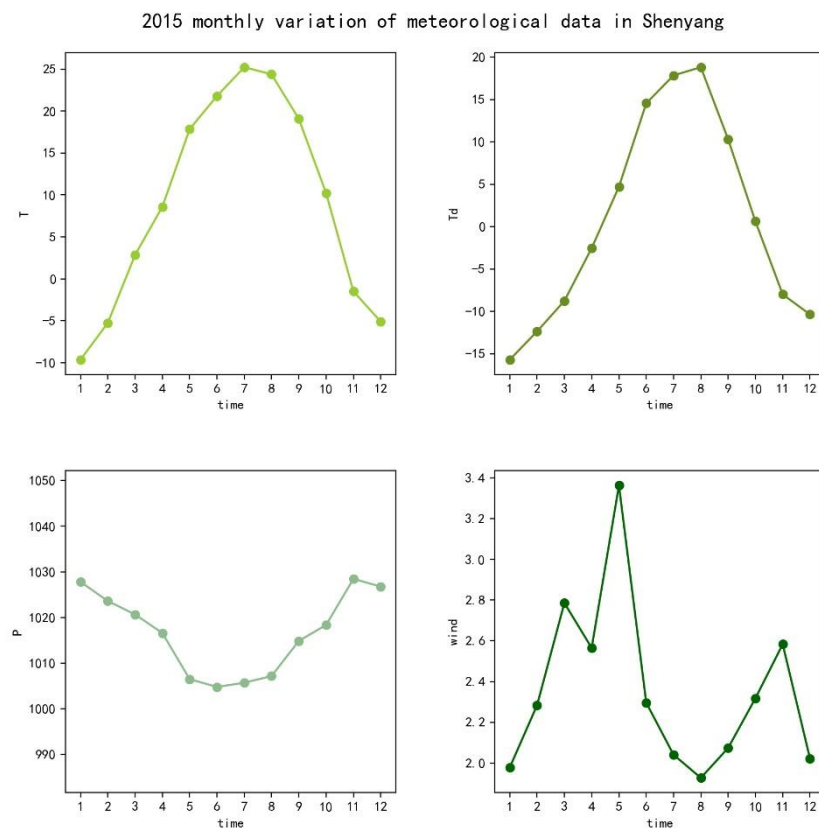 2015 monthly variation of meteorological data in Shenyang
25
20
15
10
5
0
−5
−10
T
1 2 3 4 5 6 7 8 9 10 11 12
time
20
15
10
5
0
−5
−10
−15
Td
1 2 3 4 5 6 7 8 9 10 11 12
time
1050
1040
1030
1020
1010
1000
990
P
1 2 3 4 5 6 7 8 9 10 11 12
time
3.4
3.2
3.0
2.8
2.6
2.4
2.2
2.0
wind
1 2 3 4 5 6 7 8 9 10 11 12
time